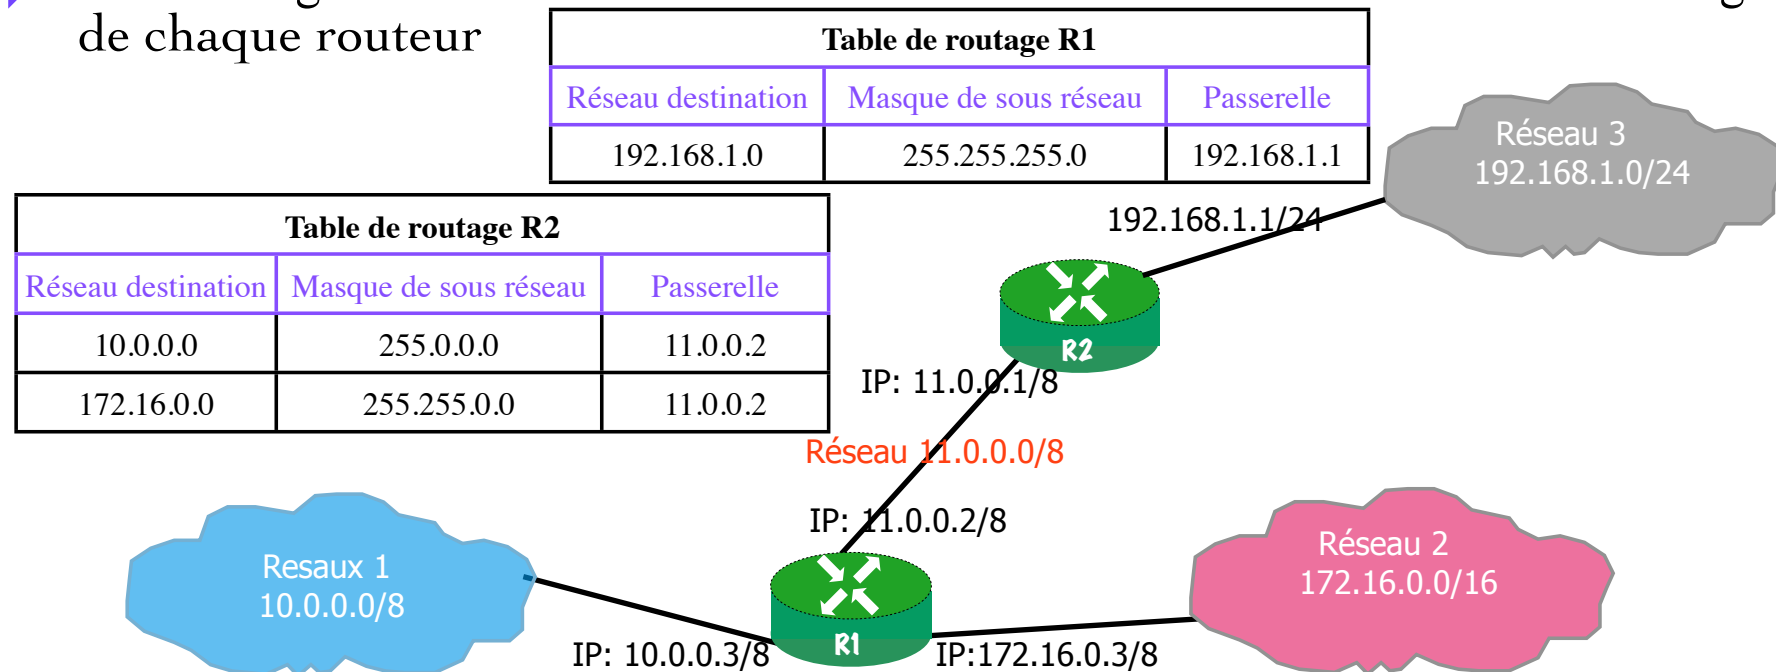 de chaque routeur
Table de routage R1
Réseau destination Masque de sous réseau Passerelle
192.168.1.0 255.255.255.0 192.168.1.1
Réseau 3
192.168.1.0/24
Table de routage R2
Réseau destination Masque de sous réseau Passerelle
10.0.0.0 255.0.0.0 11.0.0.2
172.16.0.0 255.255.0.0 11.0.0.2
192.168.1.1/24
R2
IP: 11.0.0.1/8
Réseau 11.0.0.0/8
IP: 11.0.0.2/8
Resaux 1
10.0.0.0/8
Réseau 2
172.16.0.0/16
R1
IP: 10.0.0.3/8
IP:172.16.0.3/8